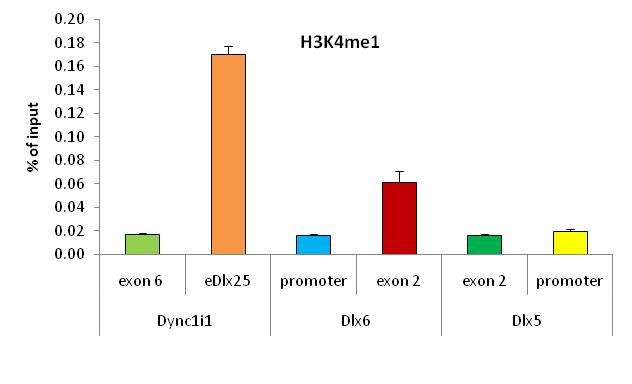 H3K4me1
% of input
0.20
0.18
0.16
0.14
0.12
0.10
0.08
0.06
0.04
0.02
0.00
exon 6 eDlx25 promoter exon 2 exon 2 promoter
Dync1i1 Dlx6 Dlx5